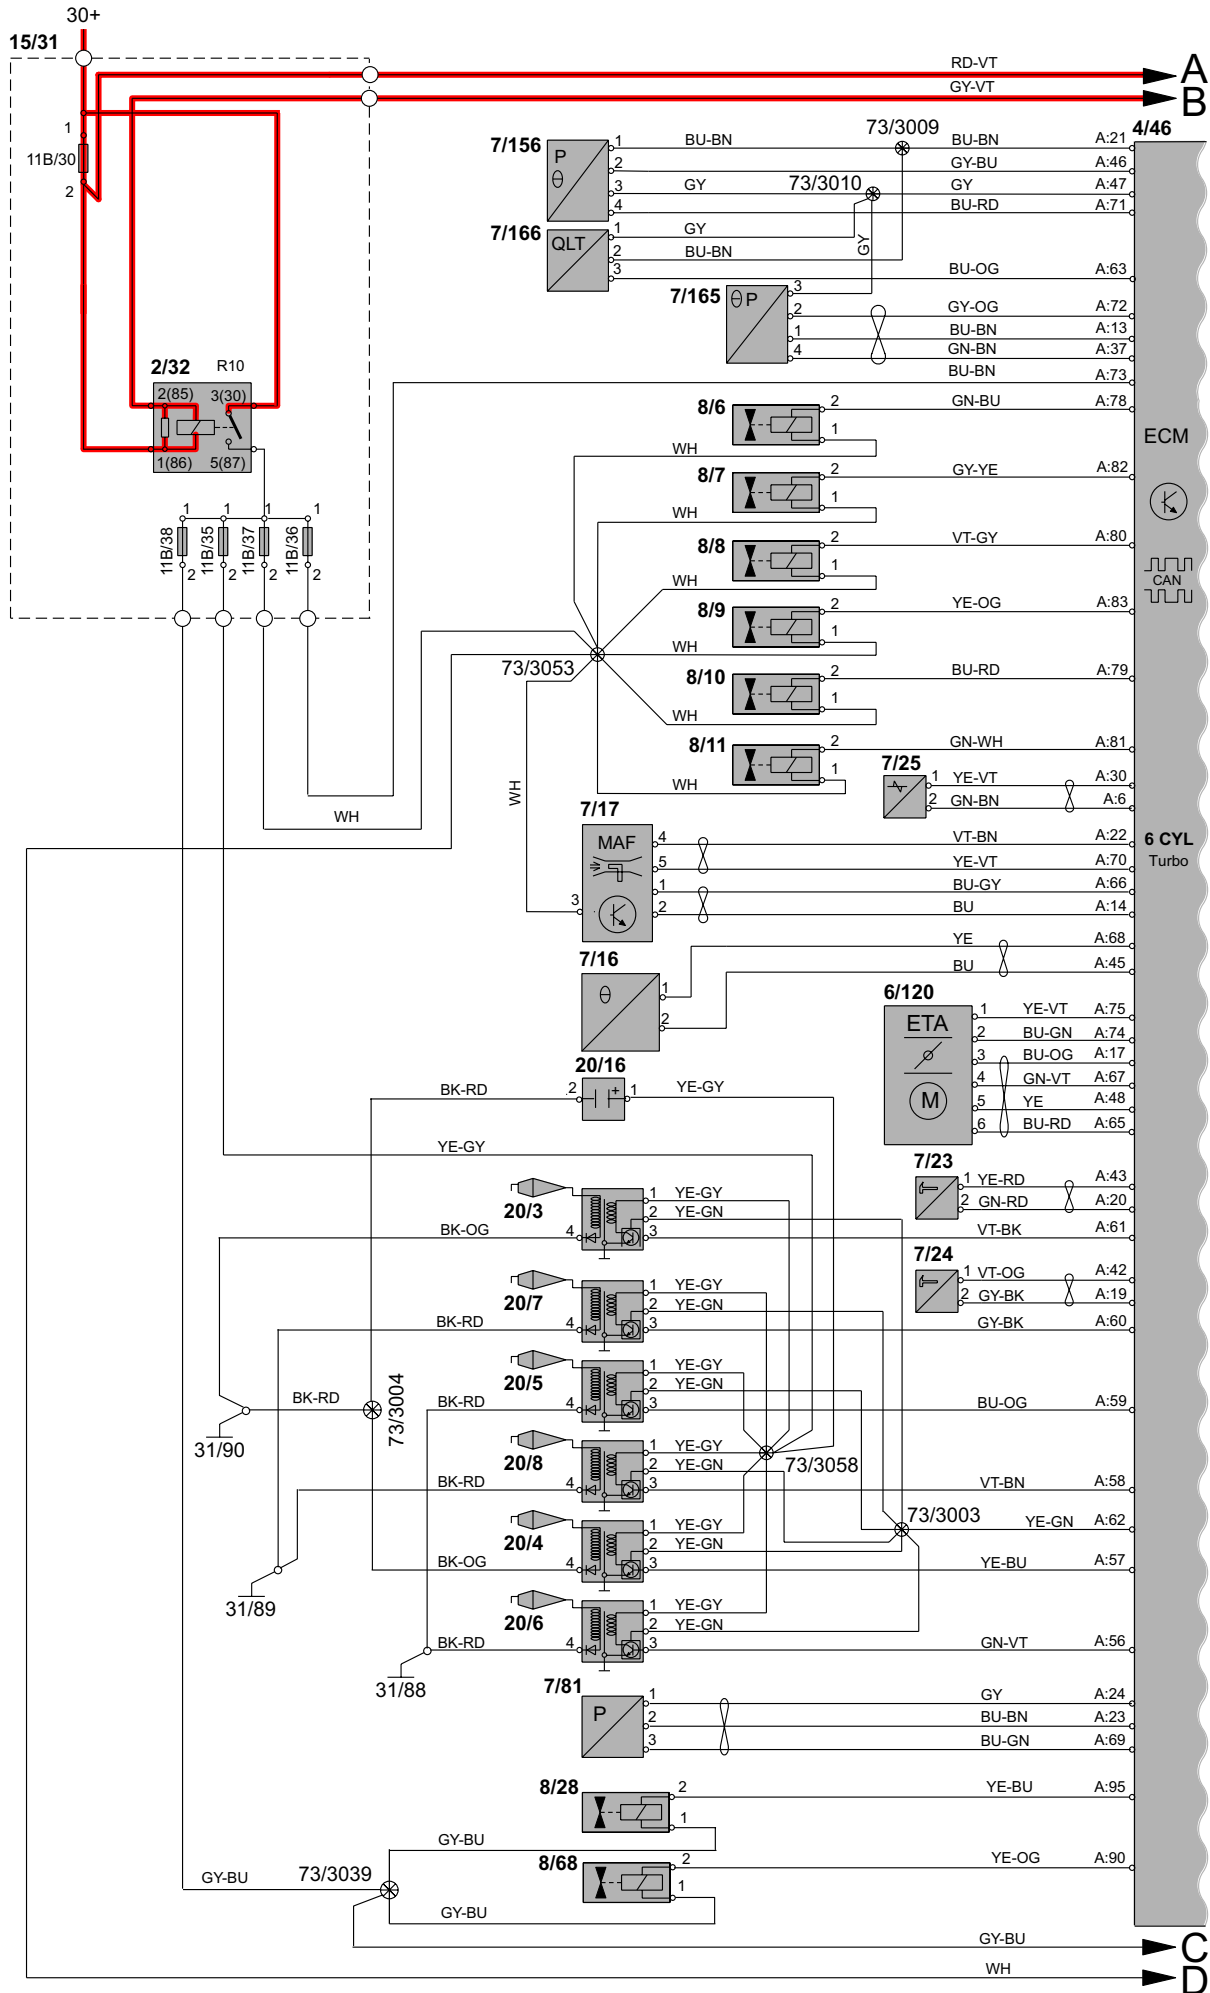 30+
15/31
RD-VT
A
GY-VT
B
1
11B/30
2
2/32
R10
2(85)
3(30)
1(86)
5(87)
1
1
1
1
11B/38
11B/35
11B/37
11B/36
2
2
2
2
7/156
P
θ
1
BU-BN
73/3009
BU-BN
A:21
4/46
2
GY-BU
A:46
3
GY
73/3010
GY
A:47
4
BU-RD
A:71
7/166
QLT
1
GY
GY
2
BU-BN
3
BU-OG
A:63
7/165
θ P
3
2
GY-OG
A:72
1
BU-BN
A:13
4
GN-BN
A:37
BU-BN
A:73
8/6
2
GN-BU
A:78
1
WH
ECM
8/7
2
GY-YE
A:82
1
WH
8/8
2
VT-GY
A:80
1
WH
CAN
8/9
2
YE-OG
A:83
1
WH
73/3053
8/10
2
BU-RD
A:79
1
WH
8/11
2
GN-WH
A:81
1
WH
WH
WH
7/25
1
YE-VT
A:30
2
GN-BN
A:6
7/17
MAF
3
4
VT-BN
A:22
5
YE-VT
A:70
1
BU-GY
A:66
2
BU
A:14
6 CYL
Turbo
7/16
θ
1
YE
A:68
2
BU
A:45
6/120
ETA
M
1
YE-VT
A:75
2
BU-GN
A:74
3
BU-OG
A:17
4
GN-VT
A:67
5
YE
A:48
6
BU-RD
A:65
20/16
BK-RD
2
+
1
YE-GY
YE-GY
7/23
1
YE-RD
A:43
2
GN-RD
A:20
20/3
BK-OG
4
1
YE-GY
2
YE-GN
3
VT-BK
A:61
7/24
1
VT-OG
A:42
2
GY-BK
A:19
20/7
BK-RD
4
1
YE-GY
2
YE-GN
3
GY-BK
A:60
20/5
BK-RD
4
1
YE-GY
2
YE-GN
3
BU-OG
A:59
BK-RD
73/3004
31/90
20/8
BK-RD
4
1
YE-GY
2
YE-GN
3
VT-BN
A:58
73/3058
73/3003
YE-GN
A:62
20/4
BK-OG
4
1
YE-GY
2
YE-GN
3
YE-BU
A:57
31/89
20/6
BK-RD
4
1
YE-GY
2
YE-GN
3
GN-VT
A:56
31/88
7/81
P
1
GY
A:24
2
BU-BN
A:23
3
BU-GN
A:69
8/28
2
YE-BU
A:95
1
GY-BU
8/68
2
YE-OG
A:90
1
GY-BU
73/3039
GY-BU
GY-BU
C
WH
D